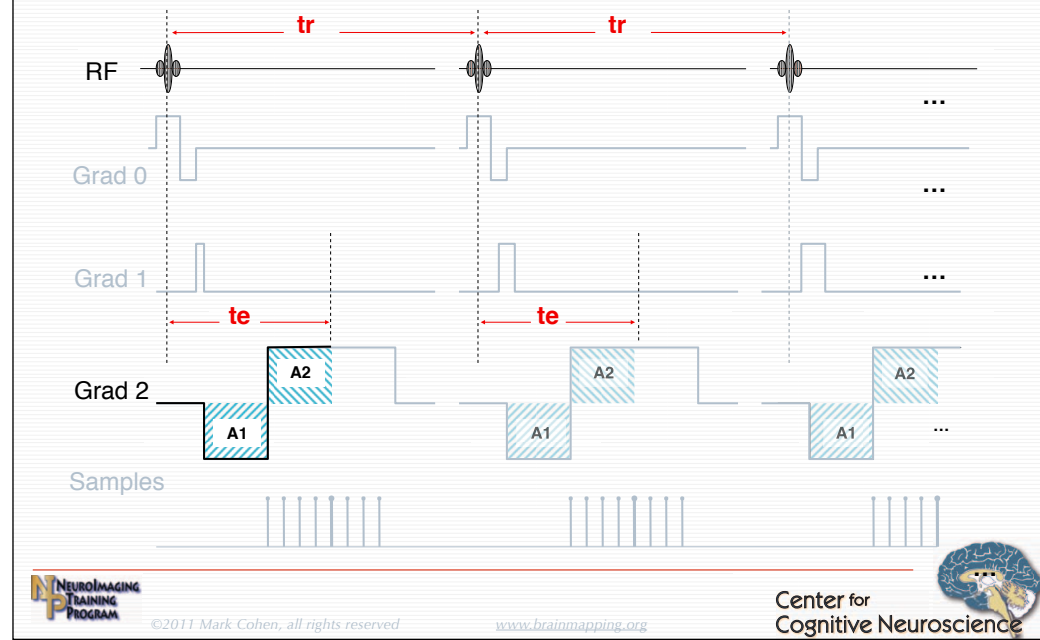 tr
tr
RF
...
Grad 0
...
Grad 1
...
te
te
Grad 2
A2
A2
A2
A1
A1
A1
...
Samples
...
NEUROIMAGING
TRAINING
PROGRAM
NTP
©2011 Mark Cohen, all rights reserved
www.brainmapping.org
Center for
Cognitive Neuroscience